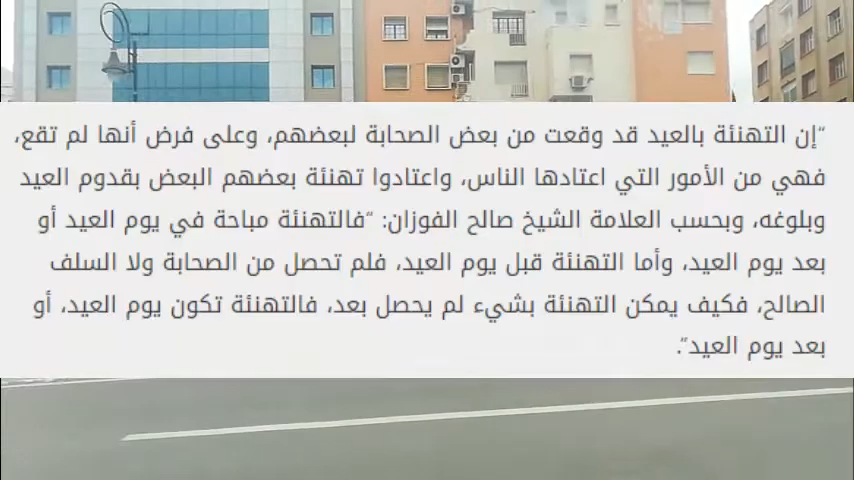 “إن التهنئة بالعيد قد وقعت من بعض الصحابة لبعضهم، وعلى فرض أنها لم تقع،
فهي من الأمور التي اعتادها الناس، واعتادوا تهنئة بعضهم البعض بقدوم العيد
وبلوغه، وبحسب العلامة الشيخ صالح الفوزان: “فالتهنئة مباحة في يوم العيد أو
بعد يوم العيد، وأما التهنئة قبل يوم العيد، فلم تحصل من الصحابة ولا السلف
الصالح، فكيف يمكن التهنئة بشيء لم يحصل بعد، فالتهنئة تكون يوم العيد، أو
بعد يوم العيد”.